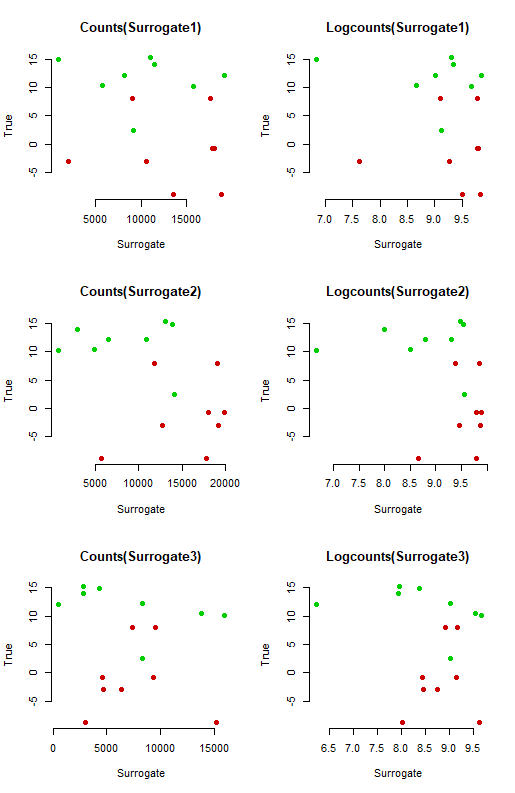 Counts(Surrogate1)
Logcounts(Surrogate1)
True
15
10
5
0
-5
5000 10000 15000
Surrogate
True
15
10
5
0
-5
7.0 7.5 8.0 8.5 9.0 9.5
Surrogate
Counts(Surrogate2)
Logcounts(Surrogate2)
True
15
10
5
0
-5
5000 10000 15000 20000
Surrogate
True
15
10
5
0
-5
7.0 7.5 8.0 8.5 9.0 9.5
Surrogate
Counts(Surrogate3)
Logcounts(Surrogate3)
True
15
10
5
0
-5
0 5000 10000 15000
Surrogate
True
15
10
5
0
-5
6.5 7.0 7.5 8.0 8.5 9.0 9.5
Surrogate